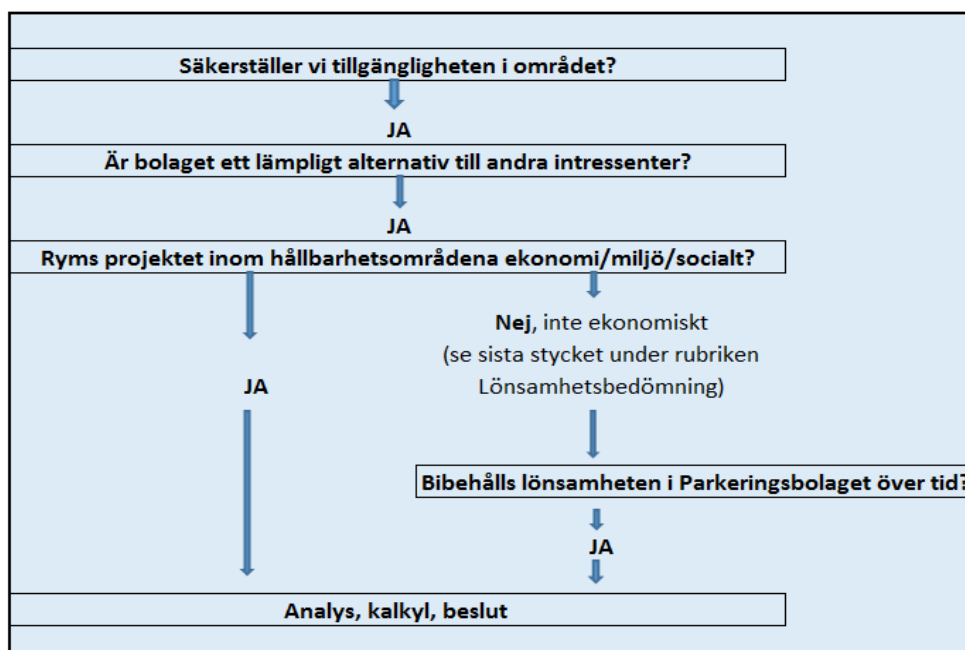 Säkerställer vi tillgängligheten i området?
JA
Är bolaget ett lämpligt alternativ till andra intressenter?
JA
Ryms projektet inom hållbarhetsområdena ekonomi/miljö/socialt?
Nej, inte ekonomiskt
(se sista stycket under rubriken
Lönsamhetsbedömning)
JA
Bibehålls lönsamheten i Parkeringsbolaget över tid?
JA
Analys, kalkyl, beslut